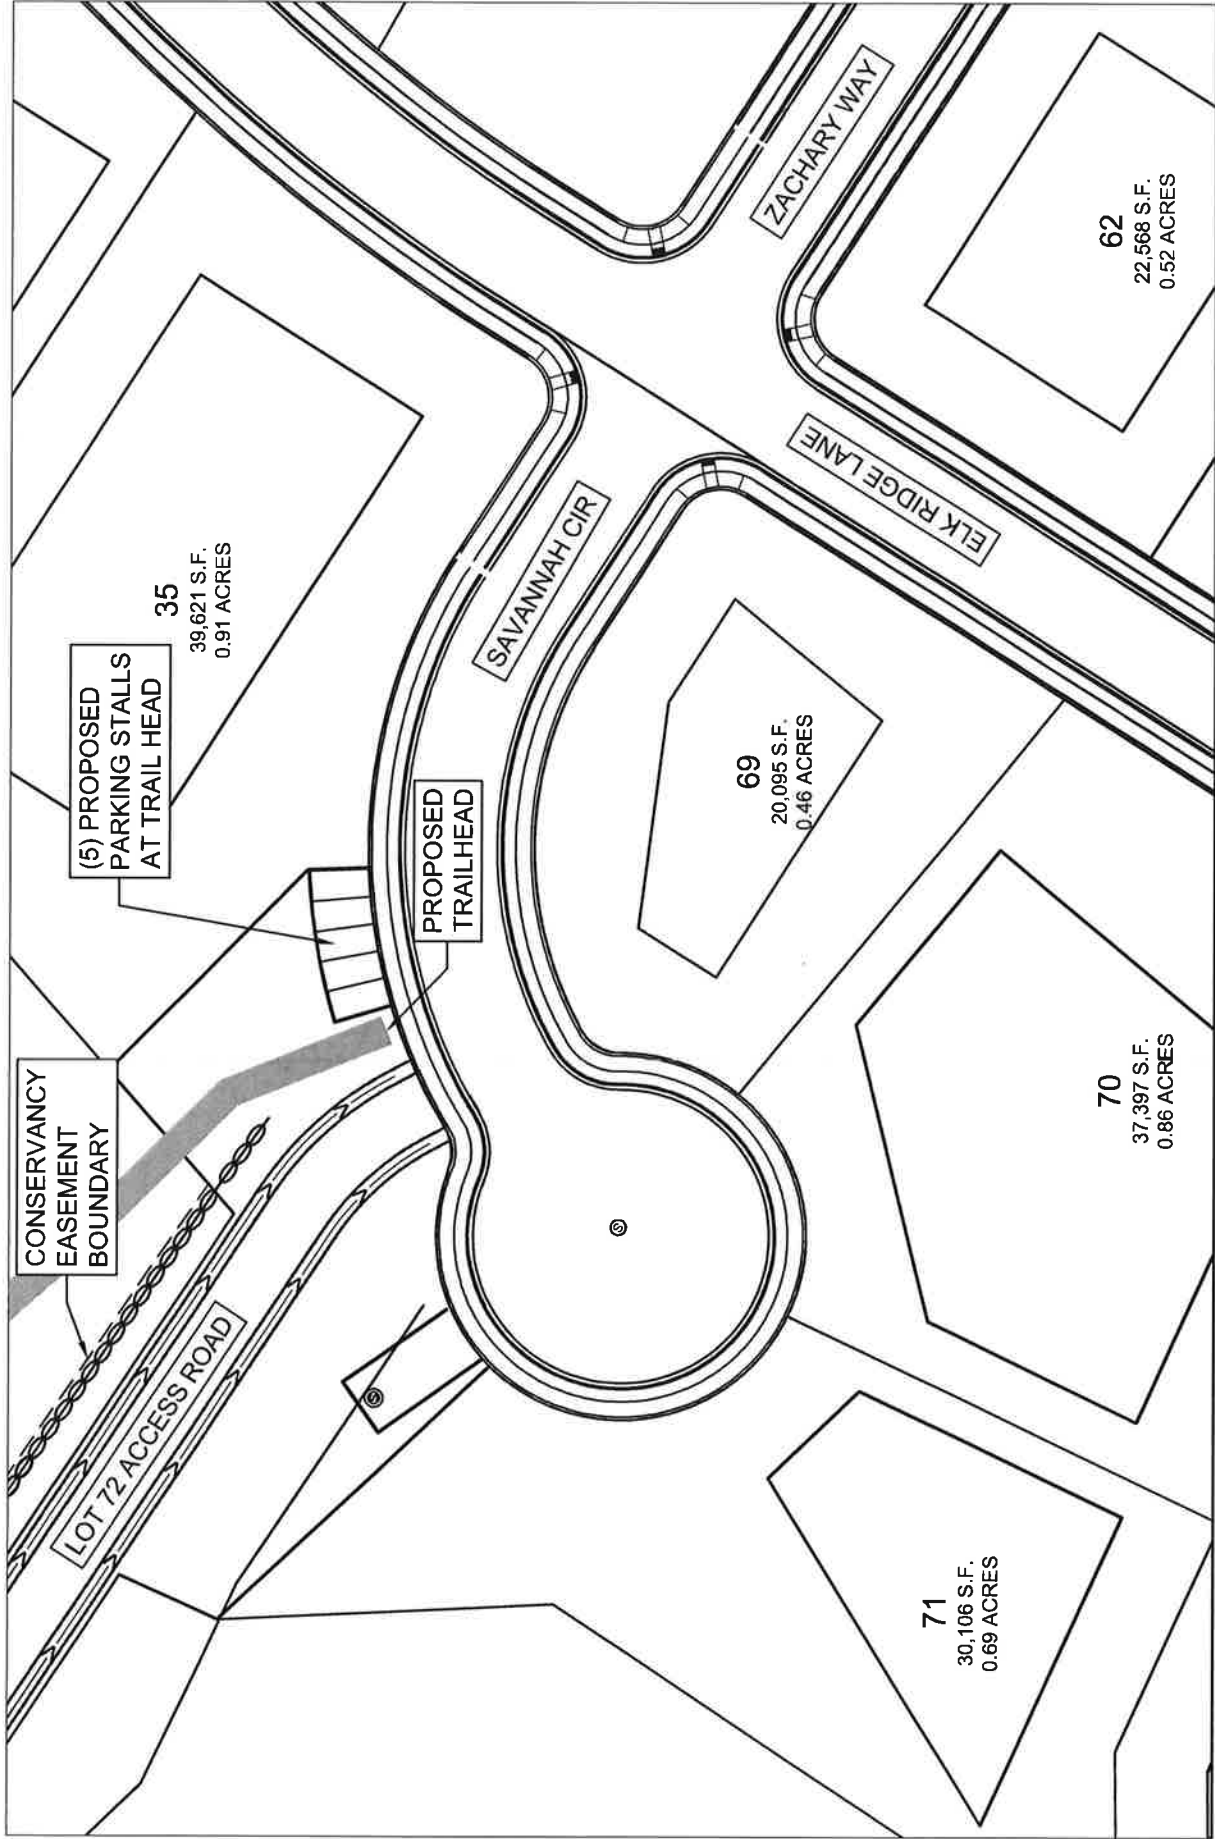 CONSERVANCY
EASEMENT
BOUNDARY
(5) PROPOSED
PARKING STALLS
AT TRAIL HEAD
35
39,621 S.F.
0.91 ACRES
LOT 72 ACCESS ROAD
PROPOSED
TRAILHEAD
SAVANNAH CIR
ZACHARY WAY
ELK RIDGE LANE
69
20,095 S.F.
0.46 ACRES
62
22,568 S.F.
0.52 ACRES
71
30,106 S.F.
0.69 ACRES
70
37,397 S.F.
0.86 ACRES
S
S